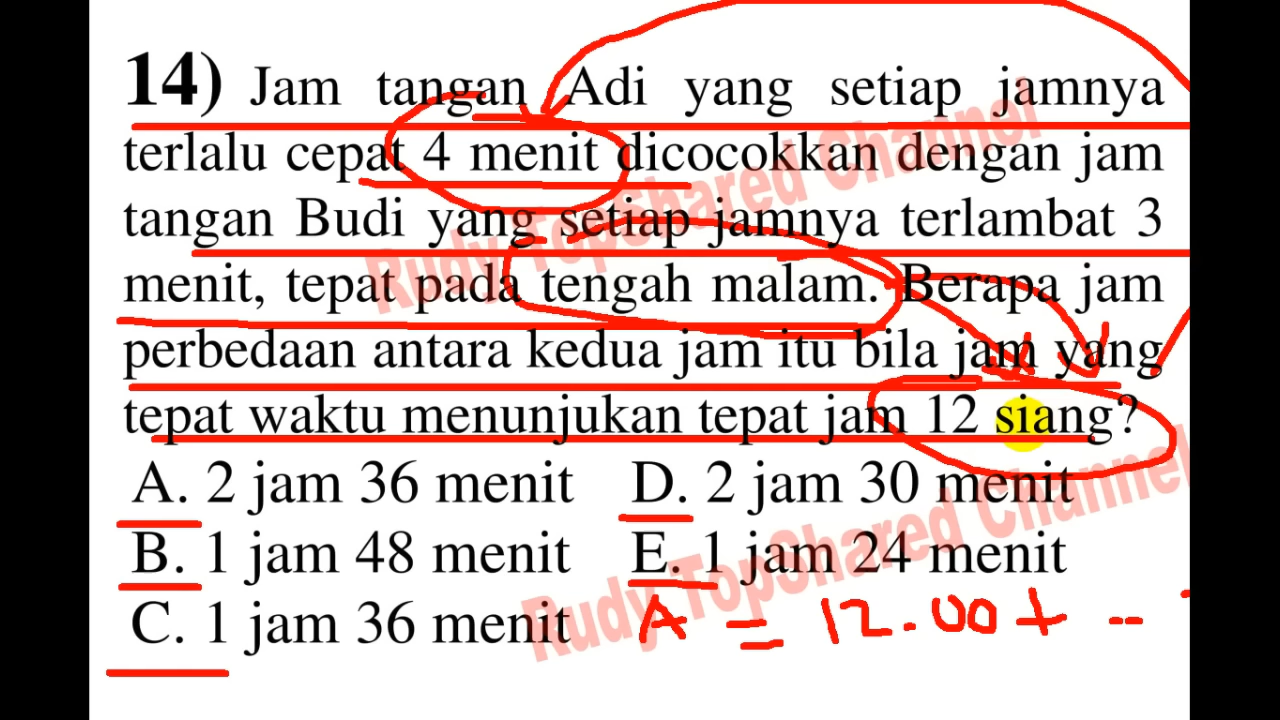 14) Jam tangan Adi yang setiap jamnya
terlalu cepat 4 menit dicocokkan dengan jam
tangan Budi yang setiap jamnya terlambat 3
menit, tepat pada tengah malam. Berapa jam
perbedaan antara kedua jam itu bila jam yang
tepat waktu menunjukan tepat jam 12 siang?
A. 2 jam 36 menit D. 2 jam 30 menit
B. 1 jam 48 menit E. 1 jam 24 menit
C. 1 jam 36 menit A = 12.00 + --
Rudy TopShared Channel
Rudy TopShared Channel